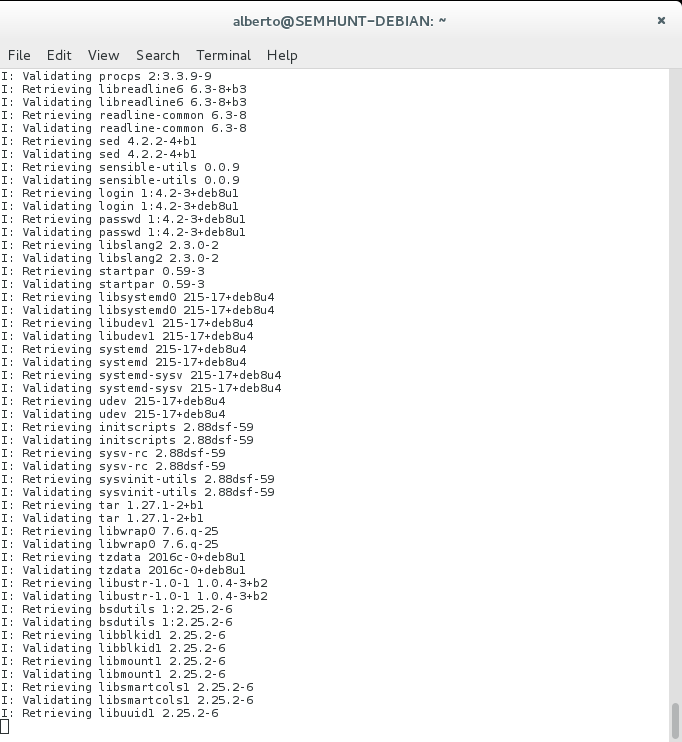 alberto@SEMHUNT-DEBIAN: ~
×
File Edit View Search Terminal Help
I: Validating procps 2:3.3.9-9
I: Retrieving libreadline6 6.3-8+b3
I: Validating libreadline6 6.3-8+b3
I: Retrieving readline-common 6.3-8
I: Validating readline-common 6.3-8
I: Retrieving sed 4.2.2-4+b1
I: Validating sed 4.2.2-4+b1
I: Retrieving sensible-utils 0.0.9
I: Validating sensible-utils 0.0.9
I: Retrieving login 1:4.2-3+deb8u1
I: Validating login 1:4.2-3+deb8u1
I: Retrieving passwd 1:4.2-3+deb8u1
I: Validating passwd 1:4.2-3+deb8u1
I: Retrieving libslang2 2.3.0-2
I: Validating libslang2 2.3.0-2
I: Retrieving startpar 0.59-3
I: Validating startpar 0.59-3
I: Retrieving libsystemd0 215-17+deb8u4
I: Validating libsystemd0 215-17+deb8u4
I: Retrieving libudev1 215-17+deb8u4
I: Validating libudev1 215-17+deb8u4
I: Retrieving systemd 215-17+deb8u4
I: Validating systemd 215-17+deb8u4
I: Retrieving systemd-sysv 215-17+deb8u4
I: Validating systemd-sysv 215-17+deb8u4
I: Retrieving udev 215-17+deb8u4
I: Validating udev 215-17+deb8u4
I: Retrieving initscripts 2.88dsf-59
I: Validating initscripts 2.88dsf-59
I: Retrieving sysv-rc 2.88dsf-59
I: Validating sysv-rc 2.88dsf-59
I: Retrieving sysvinit-utils 2.88dsf-59
I: Validating sysvinit-utils 2.88dsf-59
I: Retrieving tar 1.27.1-2+b1
I: Validating tar 1.27.1-2+b1
I: Retrieving libwrap0 7.6.q-25
I: Validating libwrap0 7.6.q-25
I: Retrieving tzdata 2016c-0+deb8u1
I: Validating tzdata 2016c-0+deb8u1
I: Retrieving libustr-1.0-1 1.0.4-3+b2
I: Validating libustr-1.0-1 1.0.4-3+b2
I: Retrieving bsdutils 1:2.25.2-6
I: Validating bsdutils 1:2.25.2-6
I: Retrieving libblkid1 2.25.2-6
I: Validating libblkid1 2.25.2-6
I: Retrieving libmount1 2.25.2-6
I: Validating libmount1 2.25.2-6
I: Retrieving libsmartcols1 2.25.2-6
I: Validating libsmartcols1 2.25.2-6
I: Retrieving libuuid1 2.25.2-6